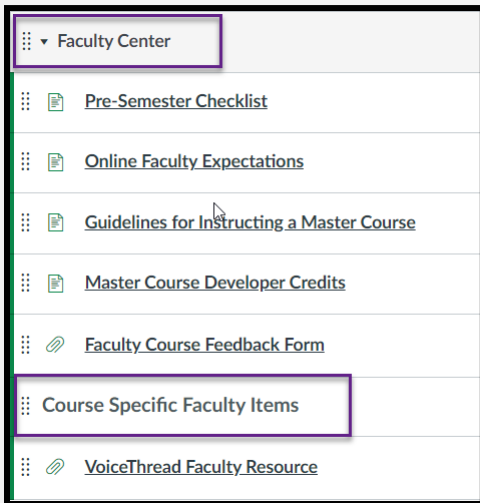 Faculty Center
Pre-Semester Checklist
Online Faculty Expectations
Guidelines for Instructing a Master Course
Master Course Developer Credits
Faculty Course Feedback Form
Course Specific Faculty Items
VoiceThread Faculty Resource